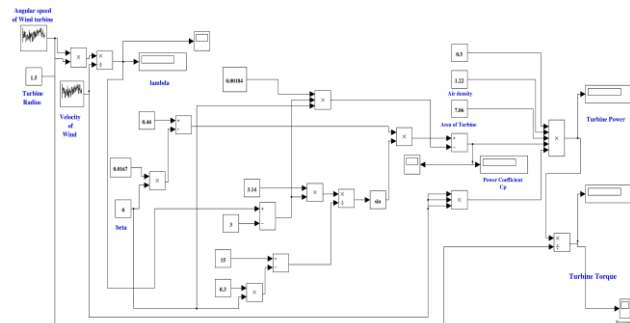 Angular speed
of Wind turbine
1.5
Turbine
Radius
Velocity
of
Wind
lambda
0.00184
0.44
0.0167
0
beta
3.14
3
15
0.3
sin
0.5
1.22
Air density
7.06
Area of Turbine
Power Coefficient
Cp
Turbine Power
Turbine Torque